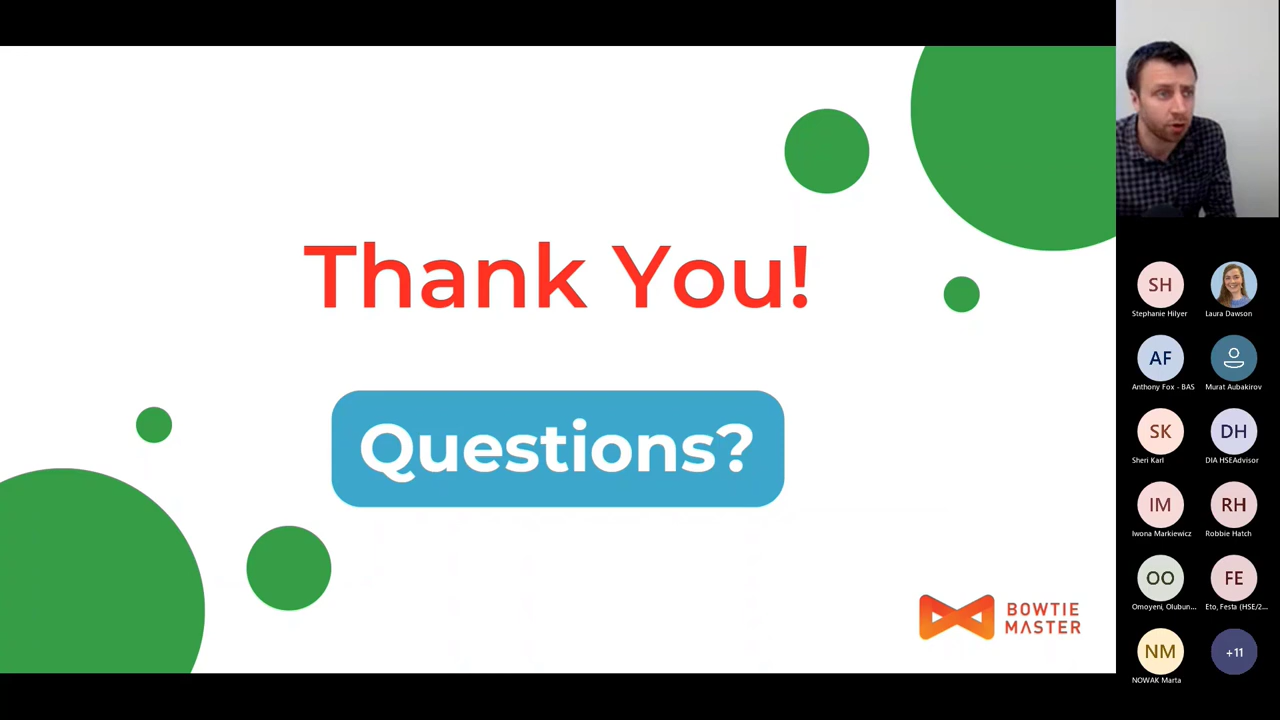 Thank You!
Questions?
BOWTIE
MASTER
SH
Stephanie Hilyer
Laura Dawson
AF
Anthony Fox - BAS
Murat Aubakirov
SK
Sheri Karl
DH
DIA HSEAdvisor
IM
Iwona Markiewicz
RH
Robbie Hatch
OO
Omoyeni, Olubun...
FE
Eto, Festa (HSE/2...
NM
NOWAK Marta
+11